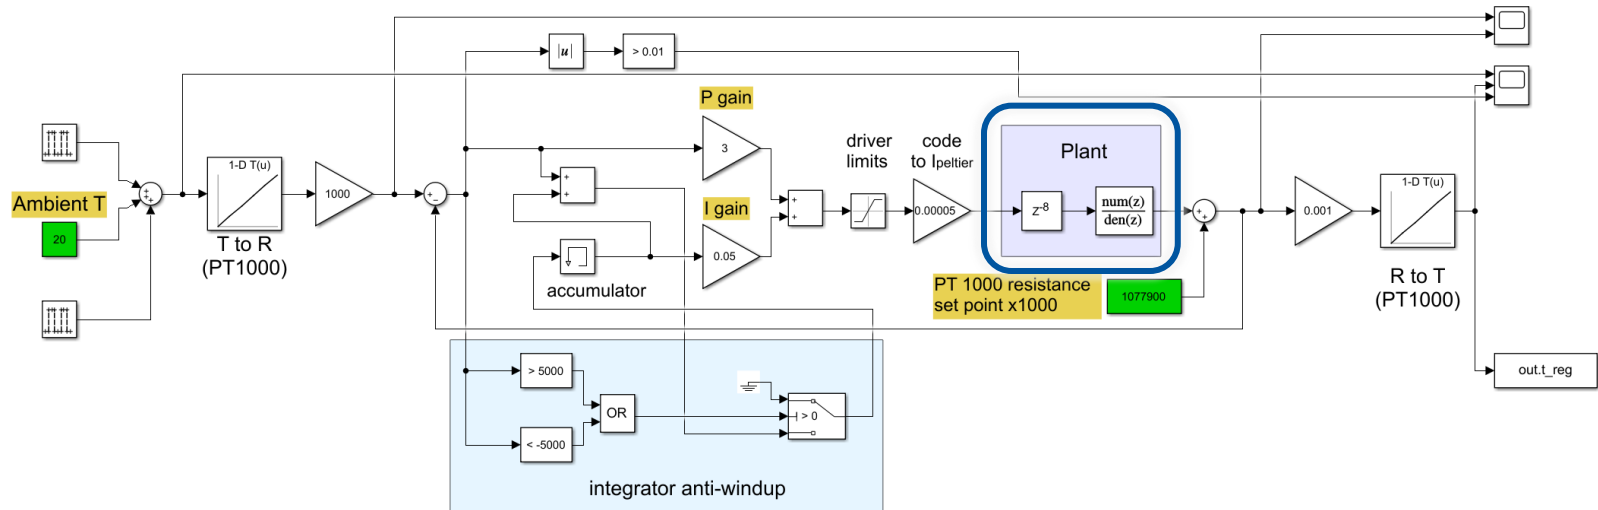 |u|
> 0.01
P gain
3
driver
limits
code
to Ipeltier
Plant
1-D T(u)
1000
Ambient T
20
T to R
(PT1000)
+
+
+
+
−
+
+
I gain
0.05
+
+
0.00005
z-8
num(z)
den(z)
+
+
0.001
1-D T(u)
R to T
(PT1000)
accumulator
PT 1000 resistance
set point x1000
1077900
> 5000
OR
< -5000
> 0
out.t_reg
integrator anti-windup